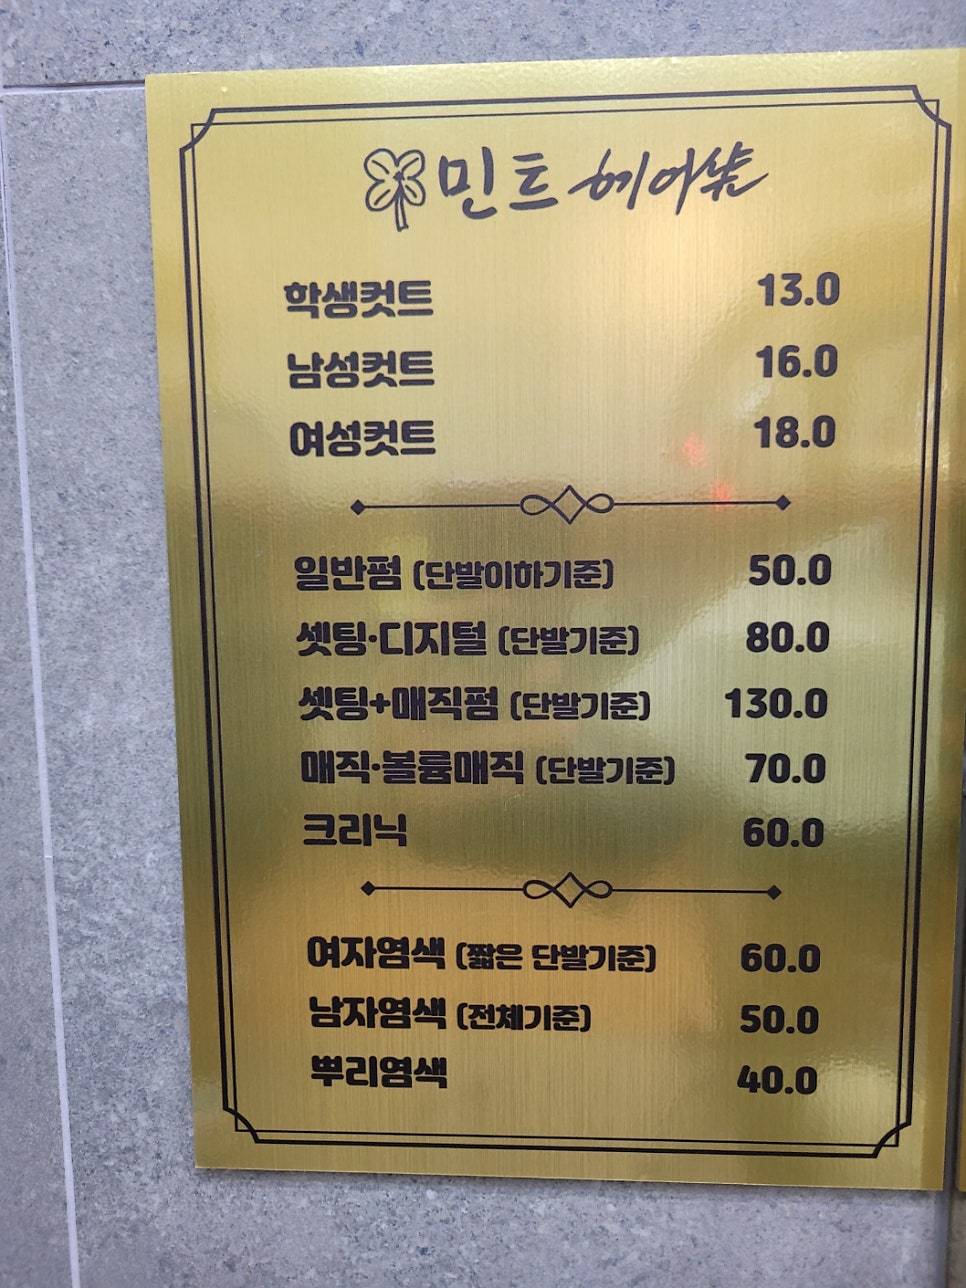 민트 헤어샾
학생컷트 13.0
남성컷트 16.0
여성컷트 18.0
일반펌 (단발이하기준) 50.0
셋팅·디지털 (단발기준) 80.0
셋팅+매직펌 (단발기준) 130.0
매직·볼륨매직 (단발기준) 70.0
크리닉 60.0
여자염색 (짧은 단발기준) 60.0
남자염색 (전체기준) 50.0
뿌리염색 40.0